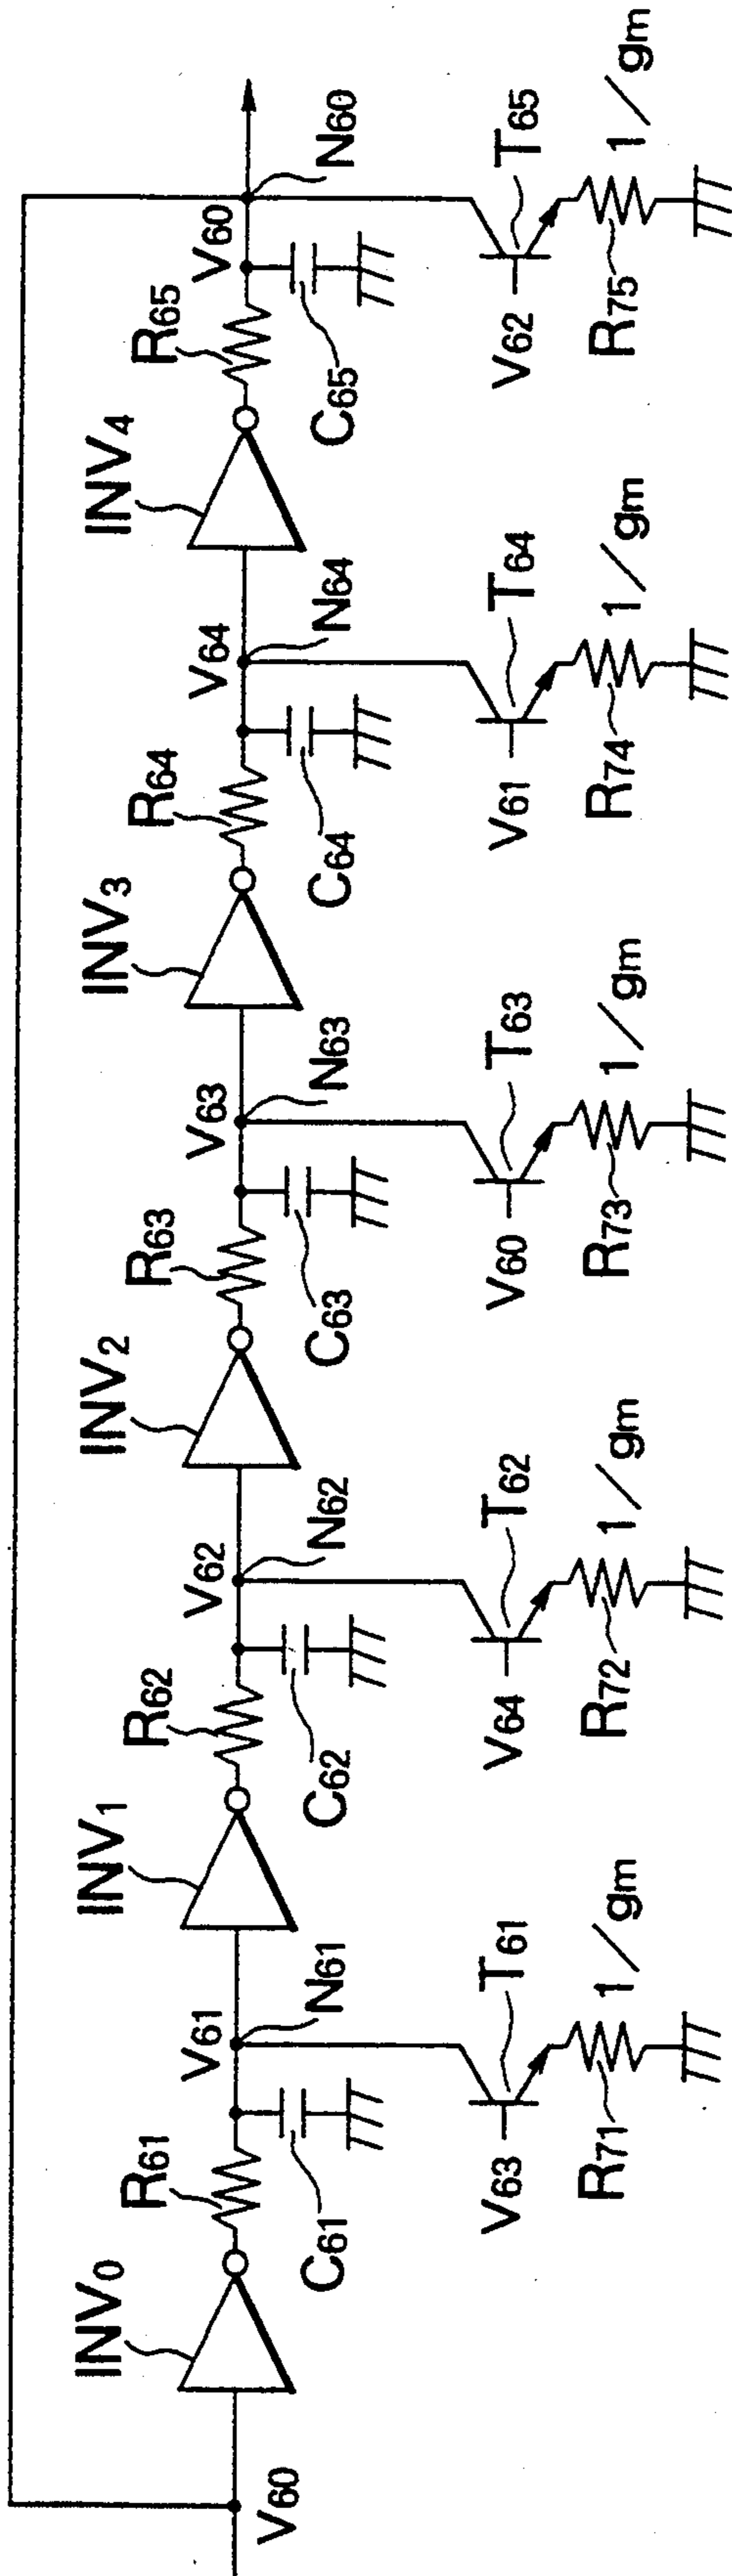 INV0
INV1
INV2
INV3
INV4
R61
R62
R63
R64
R65
V60
V61
V62
V63
V64
V60
N61
N62
N63
N64
N60
C61
C62
C63
C64
C65
V63
T61
V64
T62
V60
T63
V61
T64
V62
T65
R71
1/gm
R72
1/gm
R73
1/gm
R74
1/gm
R75
1/gm